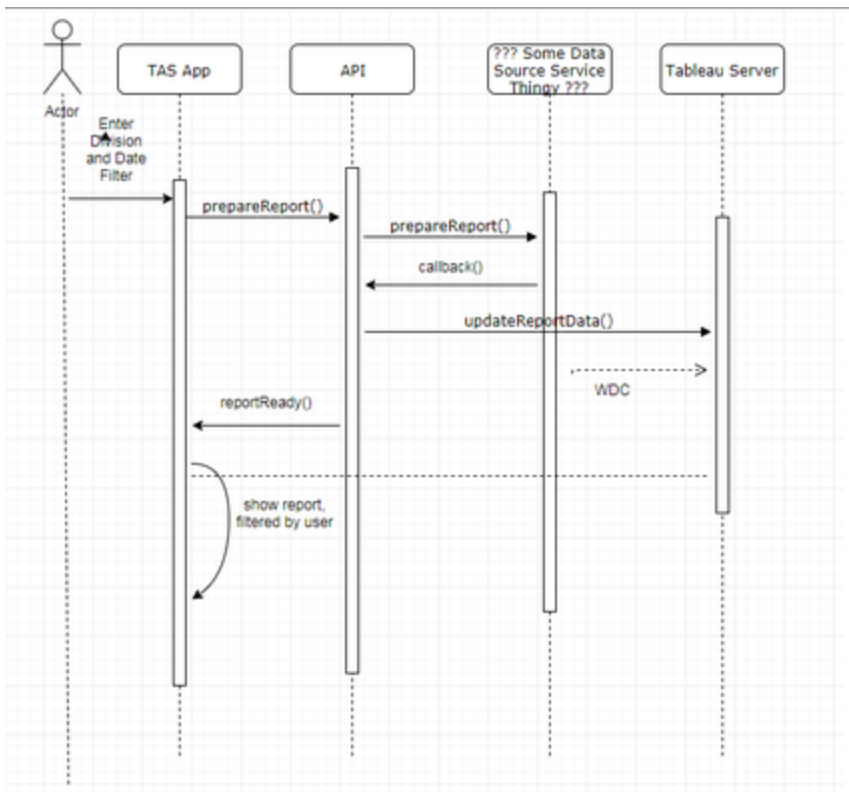 TAS App
API
??? Some Data
Source Service
Thingy ???
Tableau Server
Actor
Enter
Division
and Date
Filter
prepareReport()
prepareReport()
callback()
updateReportData()
WDC
reportReady()
show report,
filtered by user